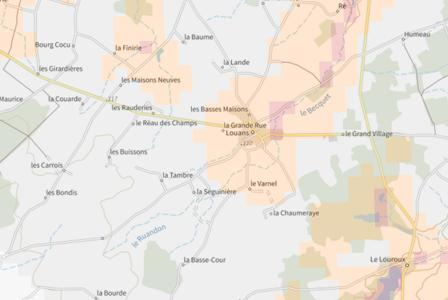 Ré
Humeau
la Baume
Bourg Cocu
la Finirie
la Lande
les Girardières
les Maisons Neuves
Maurice
la Couarde
117
les Rauderies
les Basses Maisons
le Becquet
le Réau des Champs
la Grande Rue
Louans
le Grand Village
120
les Buissons
les Carrois
la Tambre
le Varnel
les Bondis
la Séguinière
la Chaumeraye
le Ruandon
la Basse-Cour
Le Louroux
la Bourde